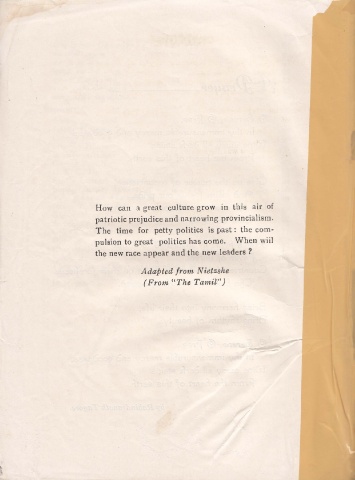 How can a great culture grow in this air of
patriotic prejudice and narrowing provincialism.
The time for petty politics is past : the com-
pulsion to great politics has come. When will
the new race appear and the new leaders ?
Adapted from Nietzshe
(From "The Tamil")